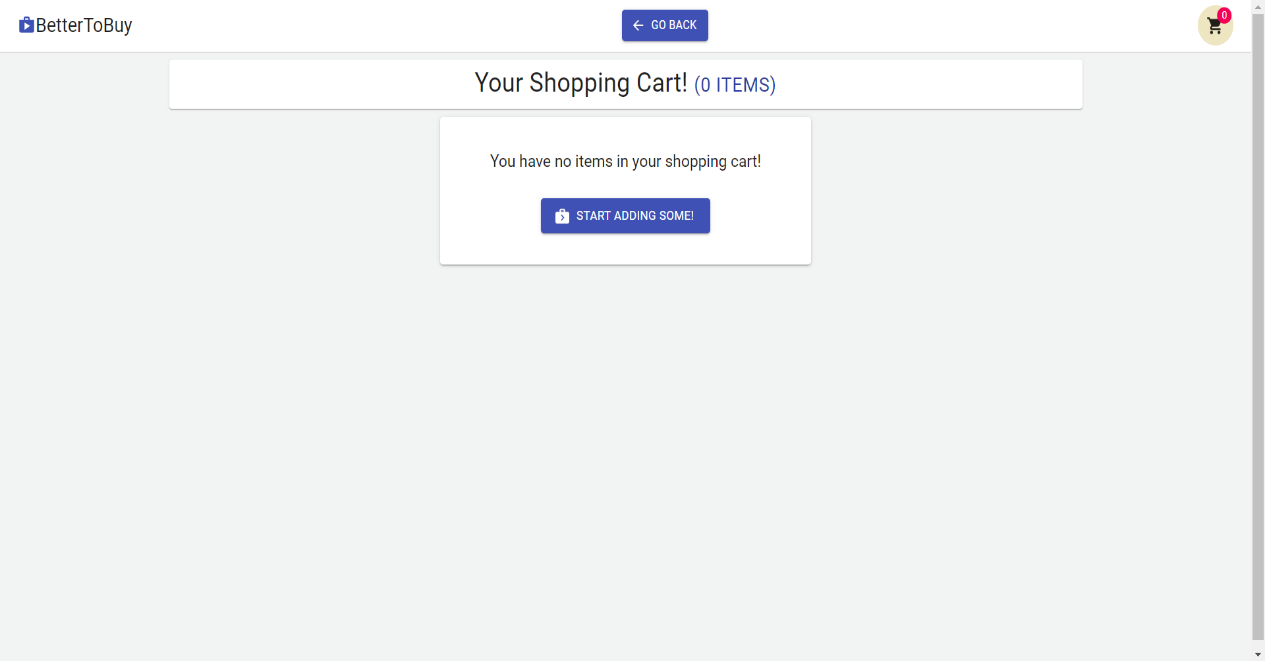 BetterToBuy
GO BACK
0
Your Shopping Cart! (0 ITEMS)
You have no items in your shopping cart!
START ADDING SOME!